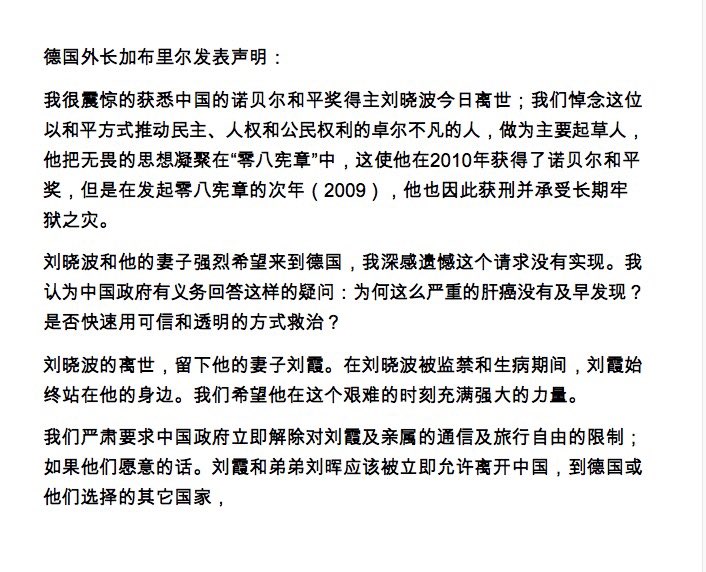 德国外长加布里尔发表声明：
我很震惊的获悉中国的诺贝尔和平奖得主刘晓波今日离世；我们悼念这位
以和平方式推动民主、人权和公民权利的卓尔不凡的人，做为主要起草人，
他把无畏的思想凝聚在“零八宪章”中，这使他在2010年获得了诺贝尔和平
奖，但是在发起零八宪章的次年（2009），他也因此获刑并承受长期牢
狱之灾。
刘晓波和他的妻子强烈希望来到德国，我深感遗憾这个请求没有实现。我
认为中国政府有义务回答这样的疑问：为何这么严重的肝癌没有及早发现？
是否快速用可信和透明的方式救治？
刘晓波的离世，留下他的妻子刘霞。在刘晓波被监禁和生病期间，刘霞始
终站在他的身边。我们希望他在这个艰难的时刻充满强大的力量。
我们严肃要求中国政府立即解除对刘霞及亲属的通信及旅行自由的限制；
如果他们愿意的话。刘霞和弟弟刘晖应该被立即允许离开中国，到德国或
他们选择的其它国家，